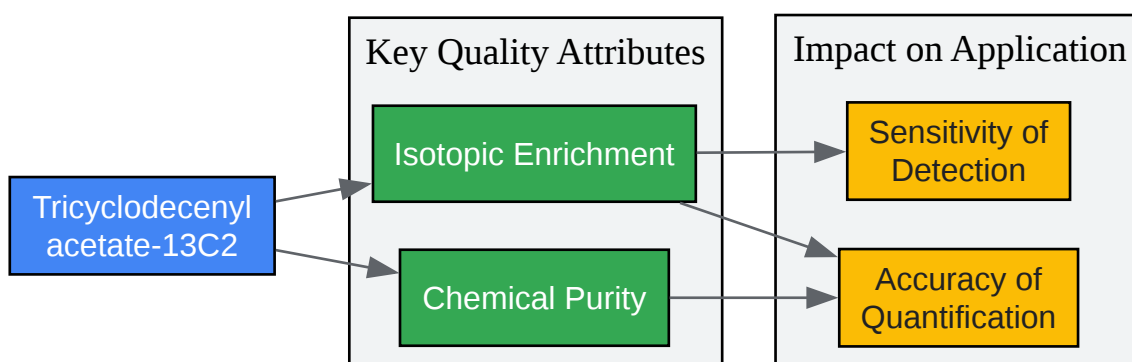 Key Quality Attributes
Impact on Application
Isotopic Enrichment
Sensitivity of
Detection
Tricyclodecenyl
acetate-13C2
Chemical Purity
Accuracy of
Quantification